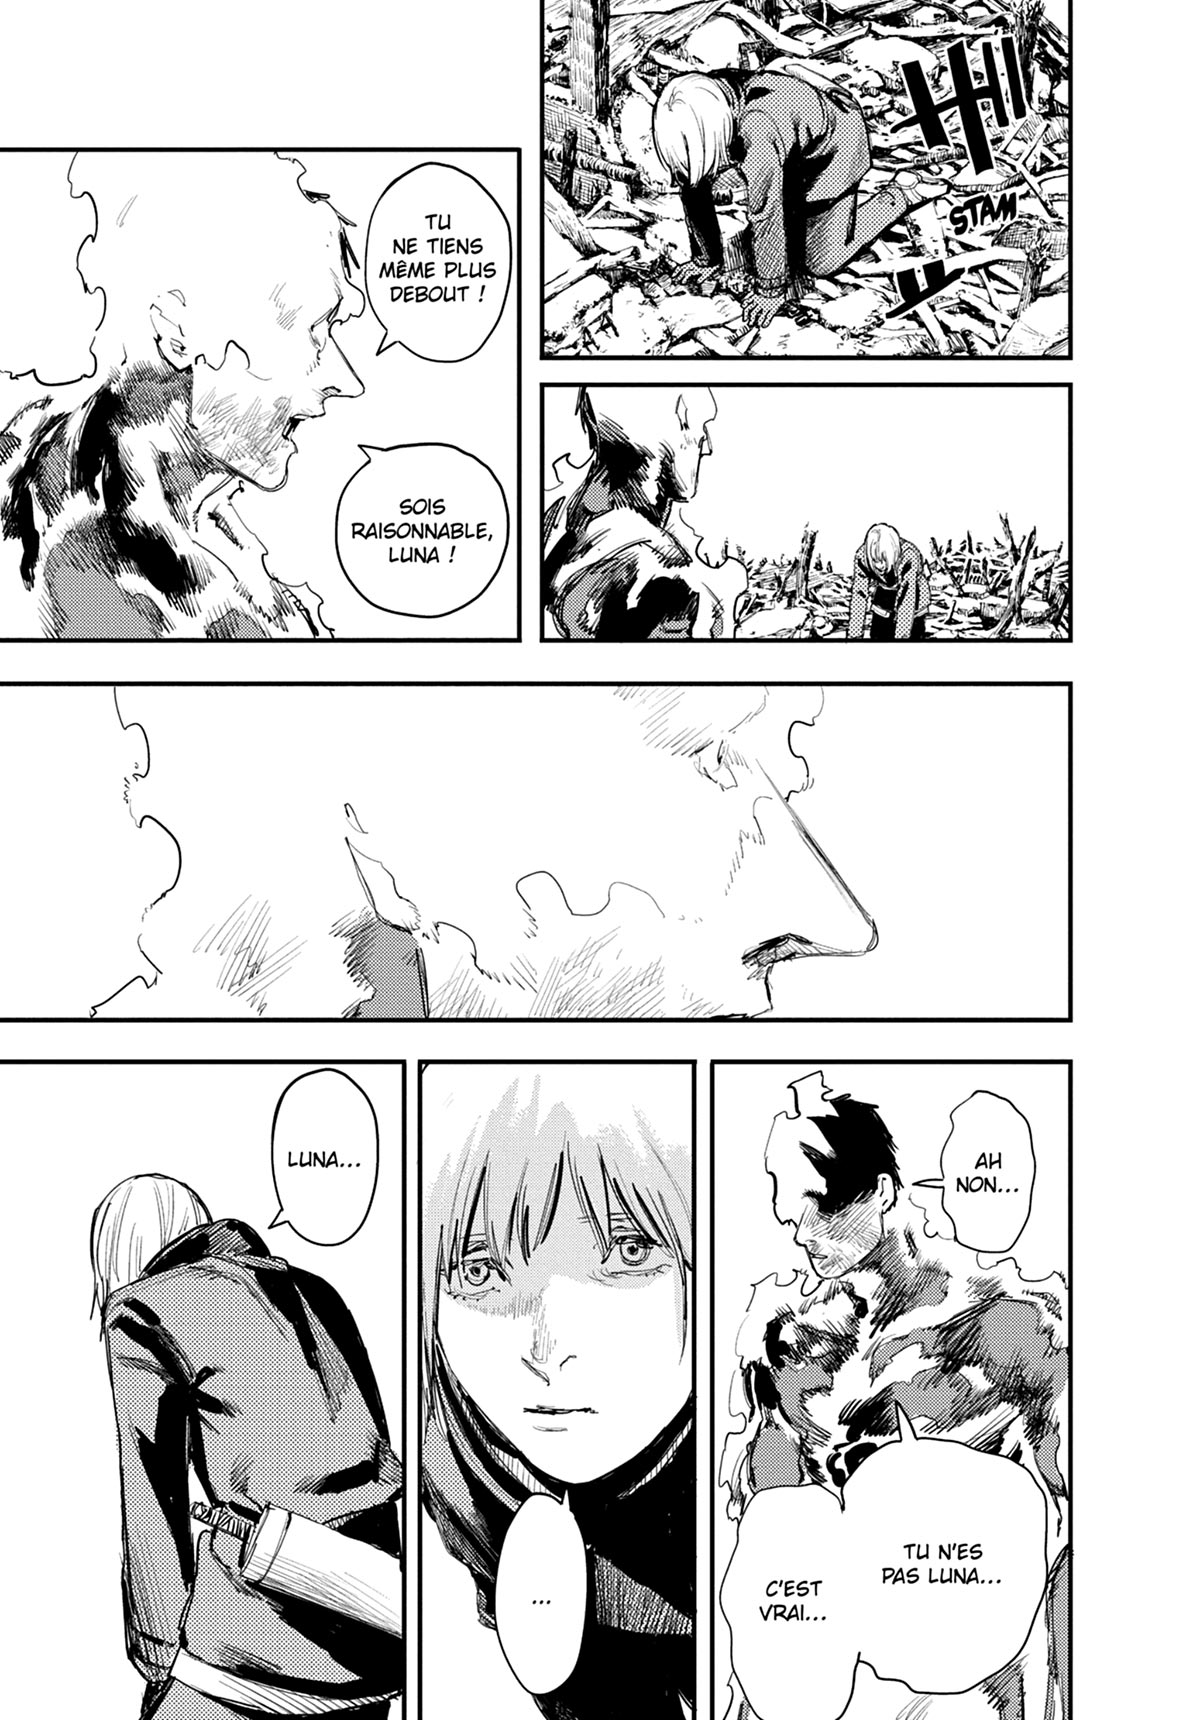 STAM
TU
NE TIENS
MÊME PLUS
DEBOUT !
SOIS
RAISONNABLE,
LUNA !
AH
NON...
TU N'ES
PAS LUNA...
C'EST
VRAI...
...
LUNA...